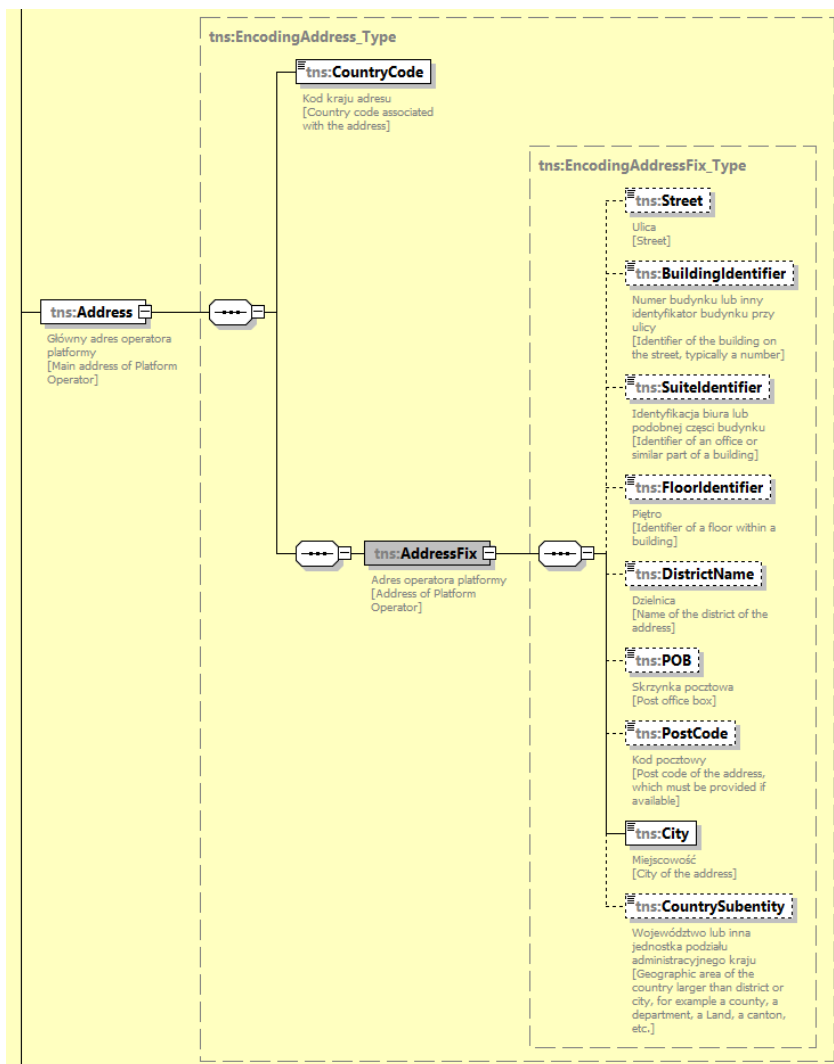 tns:EncodingAddress_Type
tns:CountryCode
Kod kraju adresu
[Country code associated
with the address]
tns:EncodingAddressFix_Type
tns:Street
Ulica
[Street]
tns:BuildingIdentifier
Numer budynku lub inny
identyfikator budynku przy
ulicy
[Identifier of the building on
the street, typically a number]
tns:Address
Główny adres operatora
platformy
[Main address of Platform
Operator]
tns:SuiteIdentifier
Identyfikacja biura lub
podobnej części budynku
[Identifier of an office or
similar part of a building]
tns:FloorIdentifier
Piętro
[Identifier of a floor within a
building]
tns:AddressFix
Adres operatora platformy
[Address of Platform
Operator]
tns:DistrictName
Dzielnica
[Name of the district of the
address]
tns:POB
Skrzynka pocztowa
[Post office box]
tns:PostCode
Kod pocztowy
[Post code of the address,
which must be provided if
available]
tns:City
Miejscowość
[City of the address]
tns:CountrySubentity
Województwo lub inna
jednostka podziału
administracyjnego kraju
[Geographic area of the
country larger than district or
city, for example a county, a
department, a Land, a canton,
etc.]